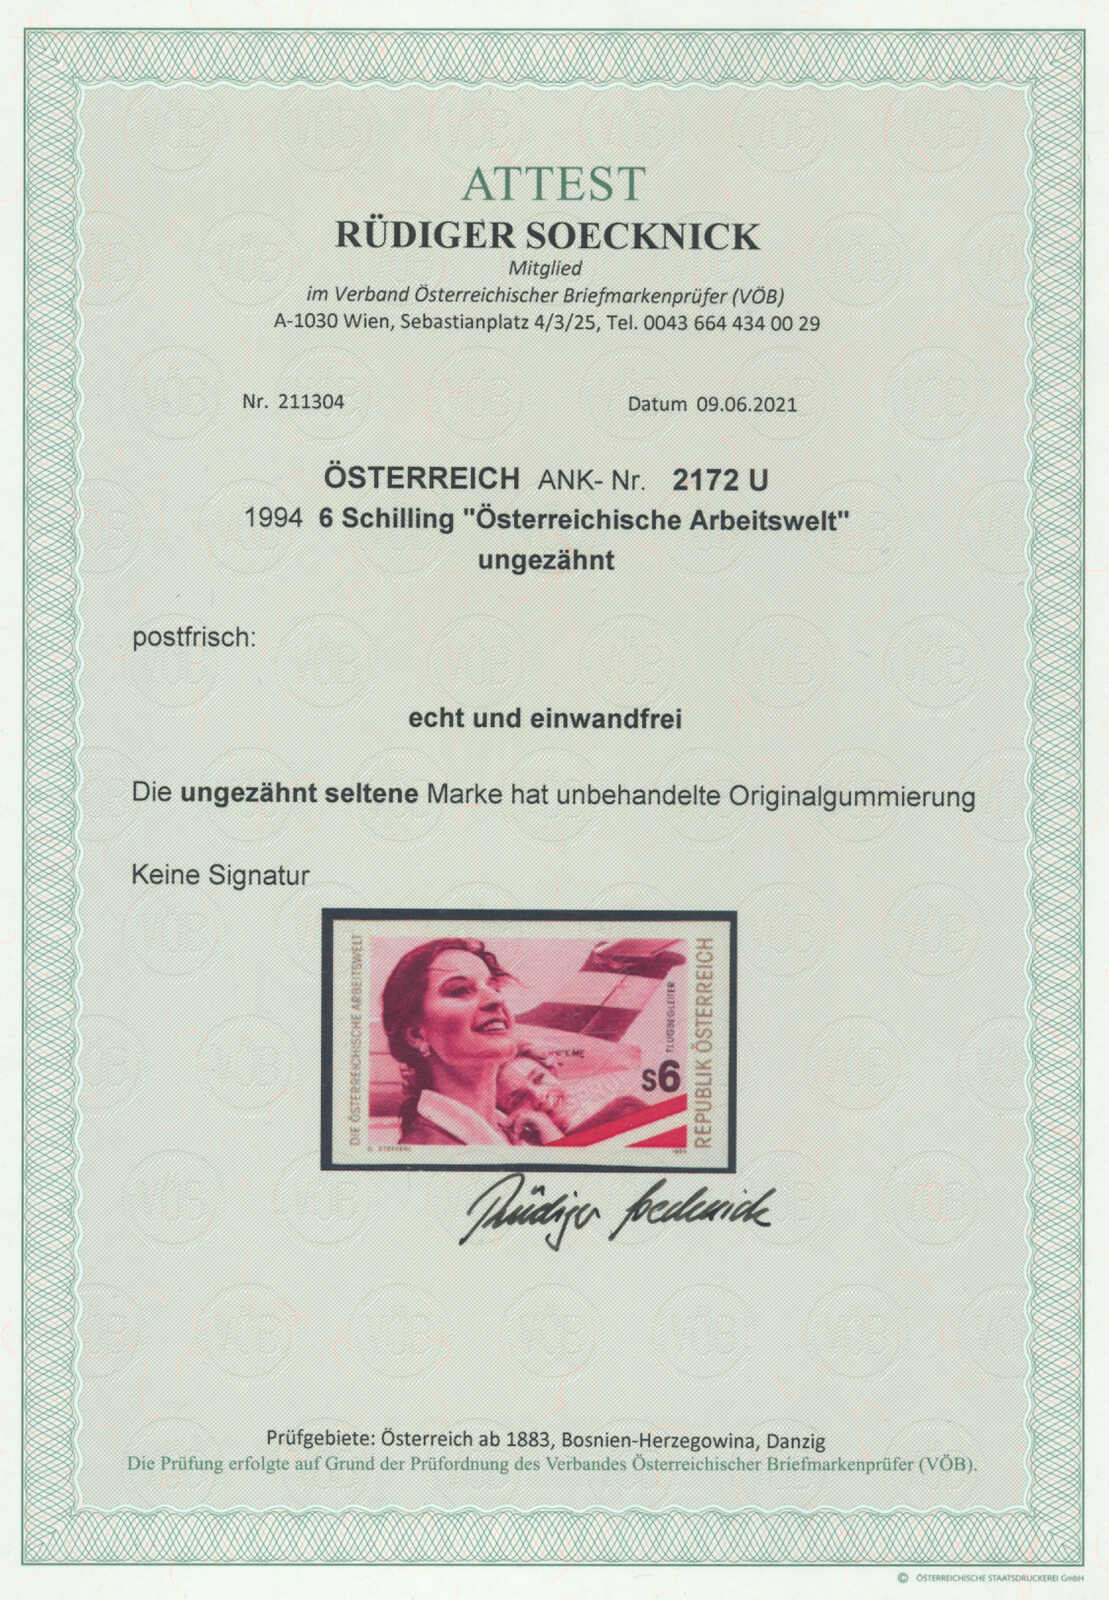 ATTEST
RÜDIGER SOECKNICK
Mitglied
im Verband Österreichischer Briefmarkenprüfer (VÖB)
A-1030 Wien, Sebastianplatz 4/3/25, Tel. 0043 664 434 00 29
Nr. 211304 Datum 09.06.2021
ÖSTERREICH ANK- Nr. 2172 U
1994 6 Schilling "Österreichische Arbeitswelt"
ungezähnt
postfrisch:
echt und einwandfrei
Die ungezähnt seltene Marke hat unbehandelte Originalgummierung
Keine Signatur
DIE ÖSTERREICHISCHE ARBEITSWELT
FLUGBEGLEITER
REPUBLIK ÖSTERREICH
S6
1994
Rüdiger Soecknick
Prüfgebiete: Österreich ab 1883, Bosnien-Herzegowina, Danzig
Die Prüfung erfolgte auf Grund der Prüfordnung des Verbandes Österreichischer Briefmarkenprüfer (VÖB).
© ÖSTERREICHISCHE STAATSDRUCKEREI GmbH